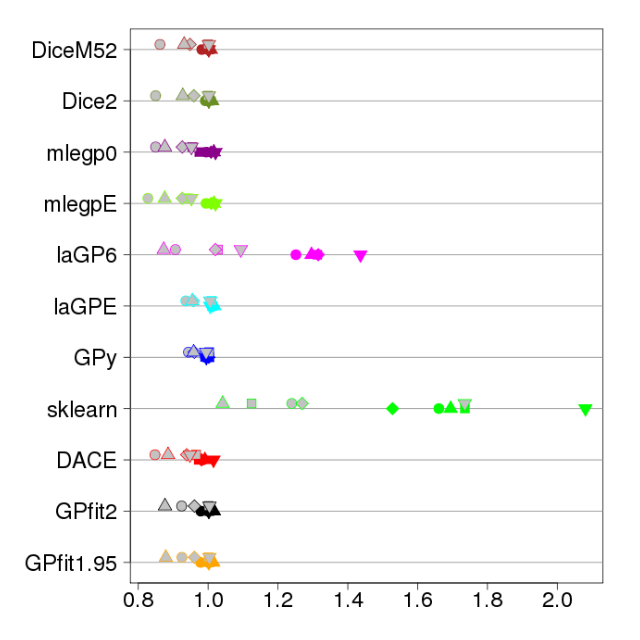 DiceM52
Dice2
mlegp0
mlegpE
laGP6
laGPE
GPy
sklearn
DACE
GPfit2
GPfit1.95
0.8 1.0 1.2 1.4 1.6 1.8 2.0